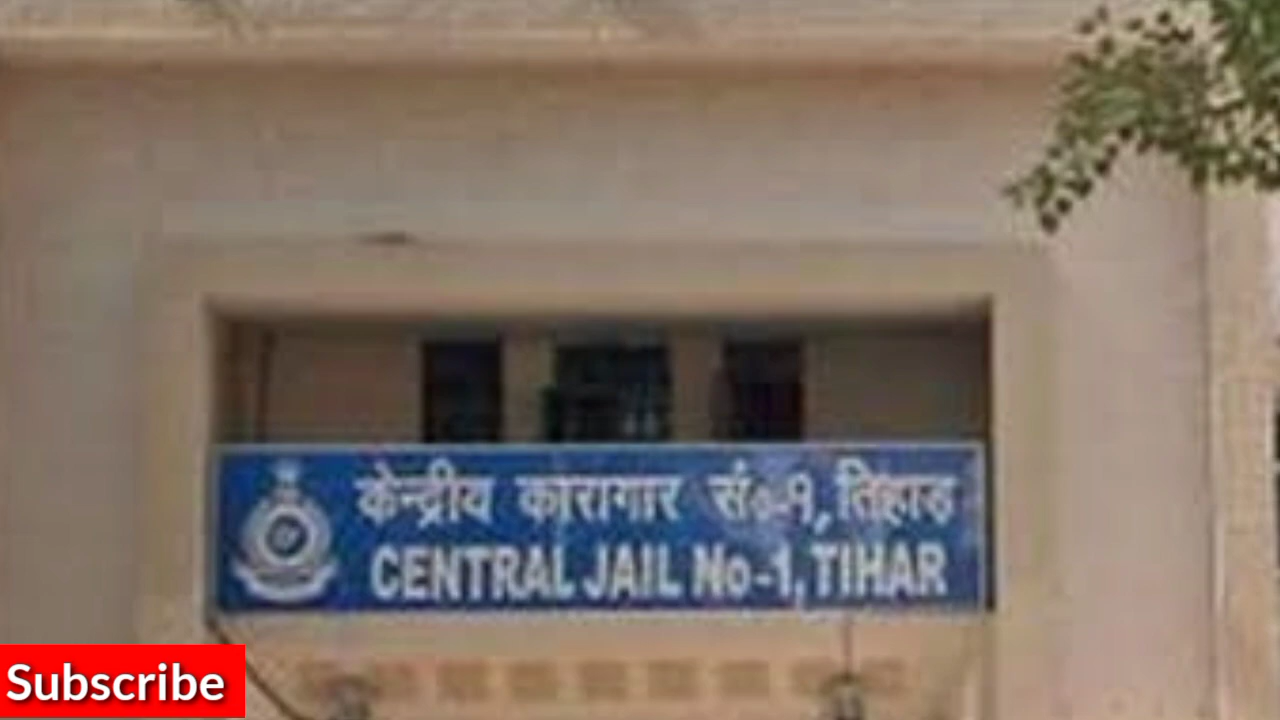 केन्द्रीय कारागार सं०-१, तिहाड़
CENTRAL JAIL No-1, TIHAR
Subscribe